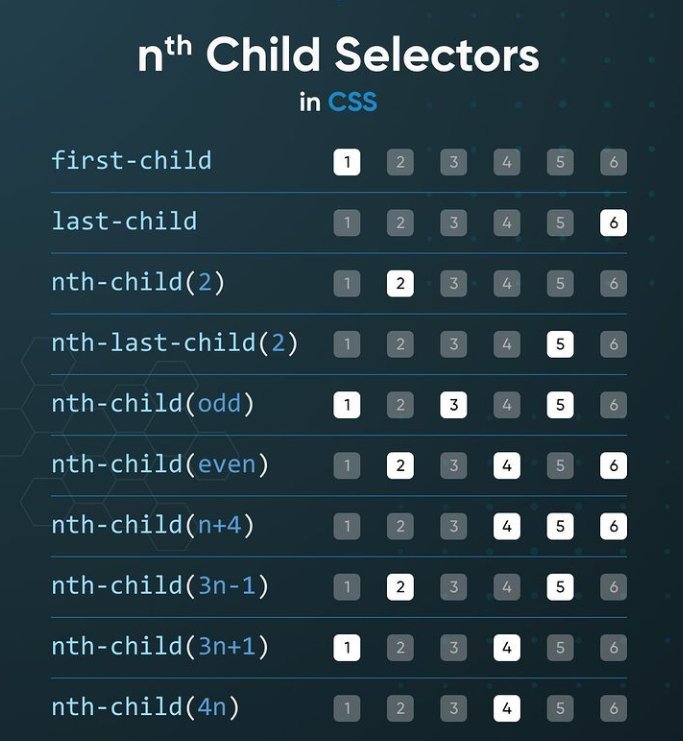 nth Child Selectors
in CSS
first-child 1 2 3 4 5 6
last-child 1 2 3 4 5 6
nth-child(2) 1 2 3 4 5 6
nth-last-child(2) 1 2 3 4 5 6
nth-child(odd) 1 2 3 4 5 6
nth-child(even) 1 2 3 4 5 6
nth-child(n+4) 1 2 3 4 5 6
nth-child(3n-1) 1 2 3 4 5 6
nth-child(3n+1) 1 2 3 4 5 6
nth-child(4n) 1 2 3 4 5 6